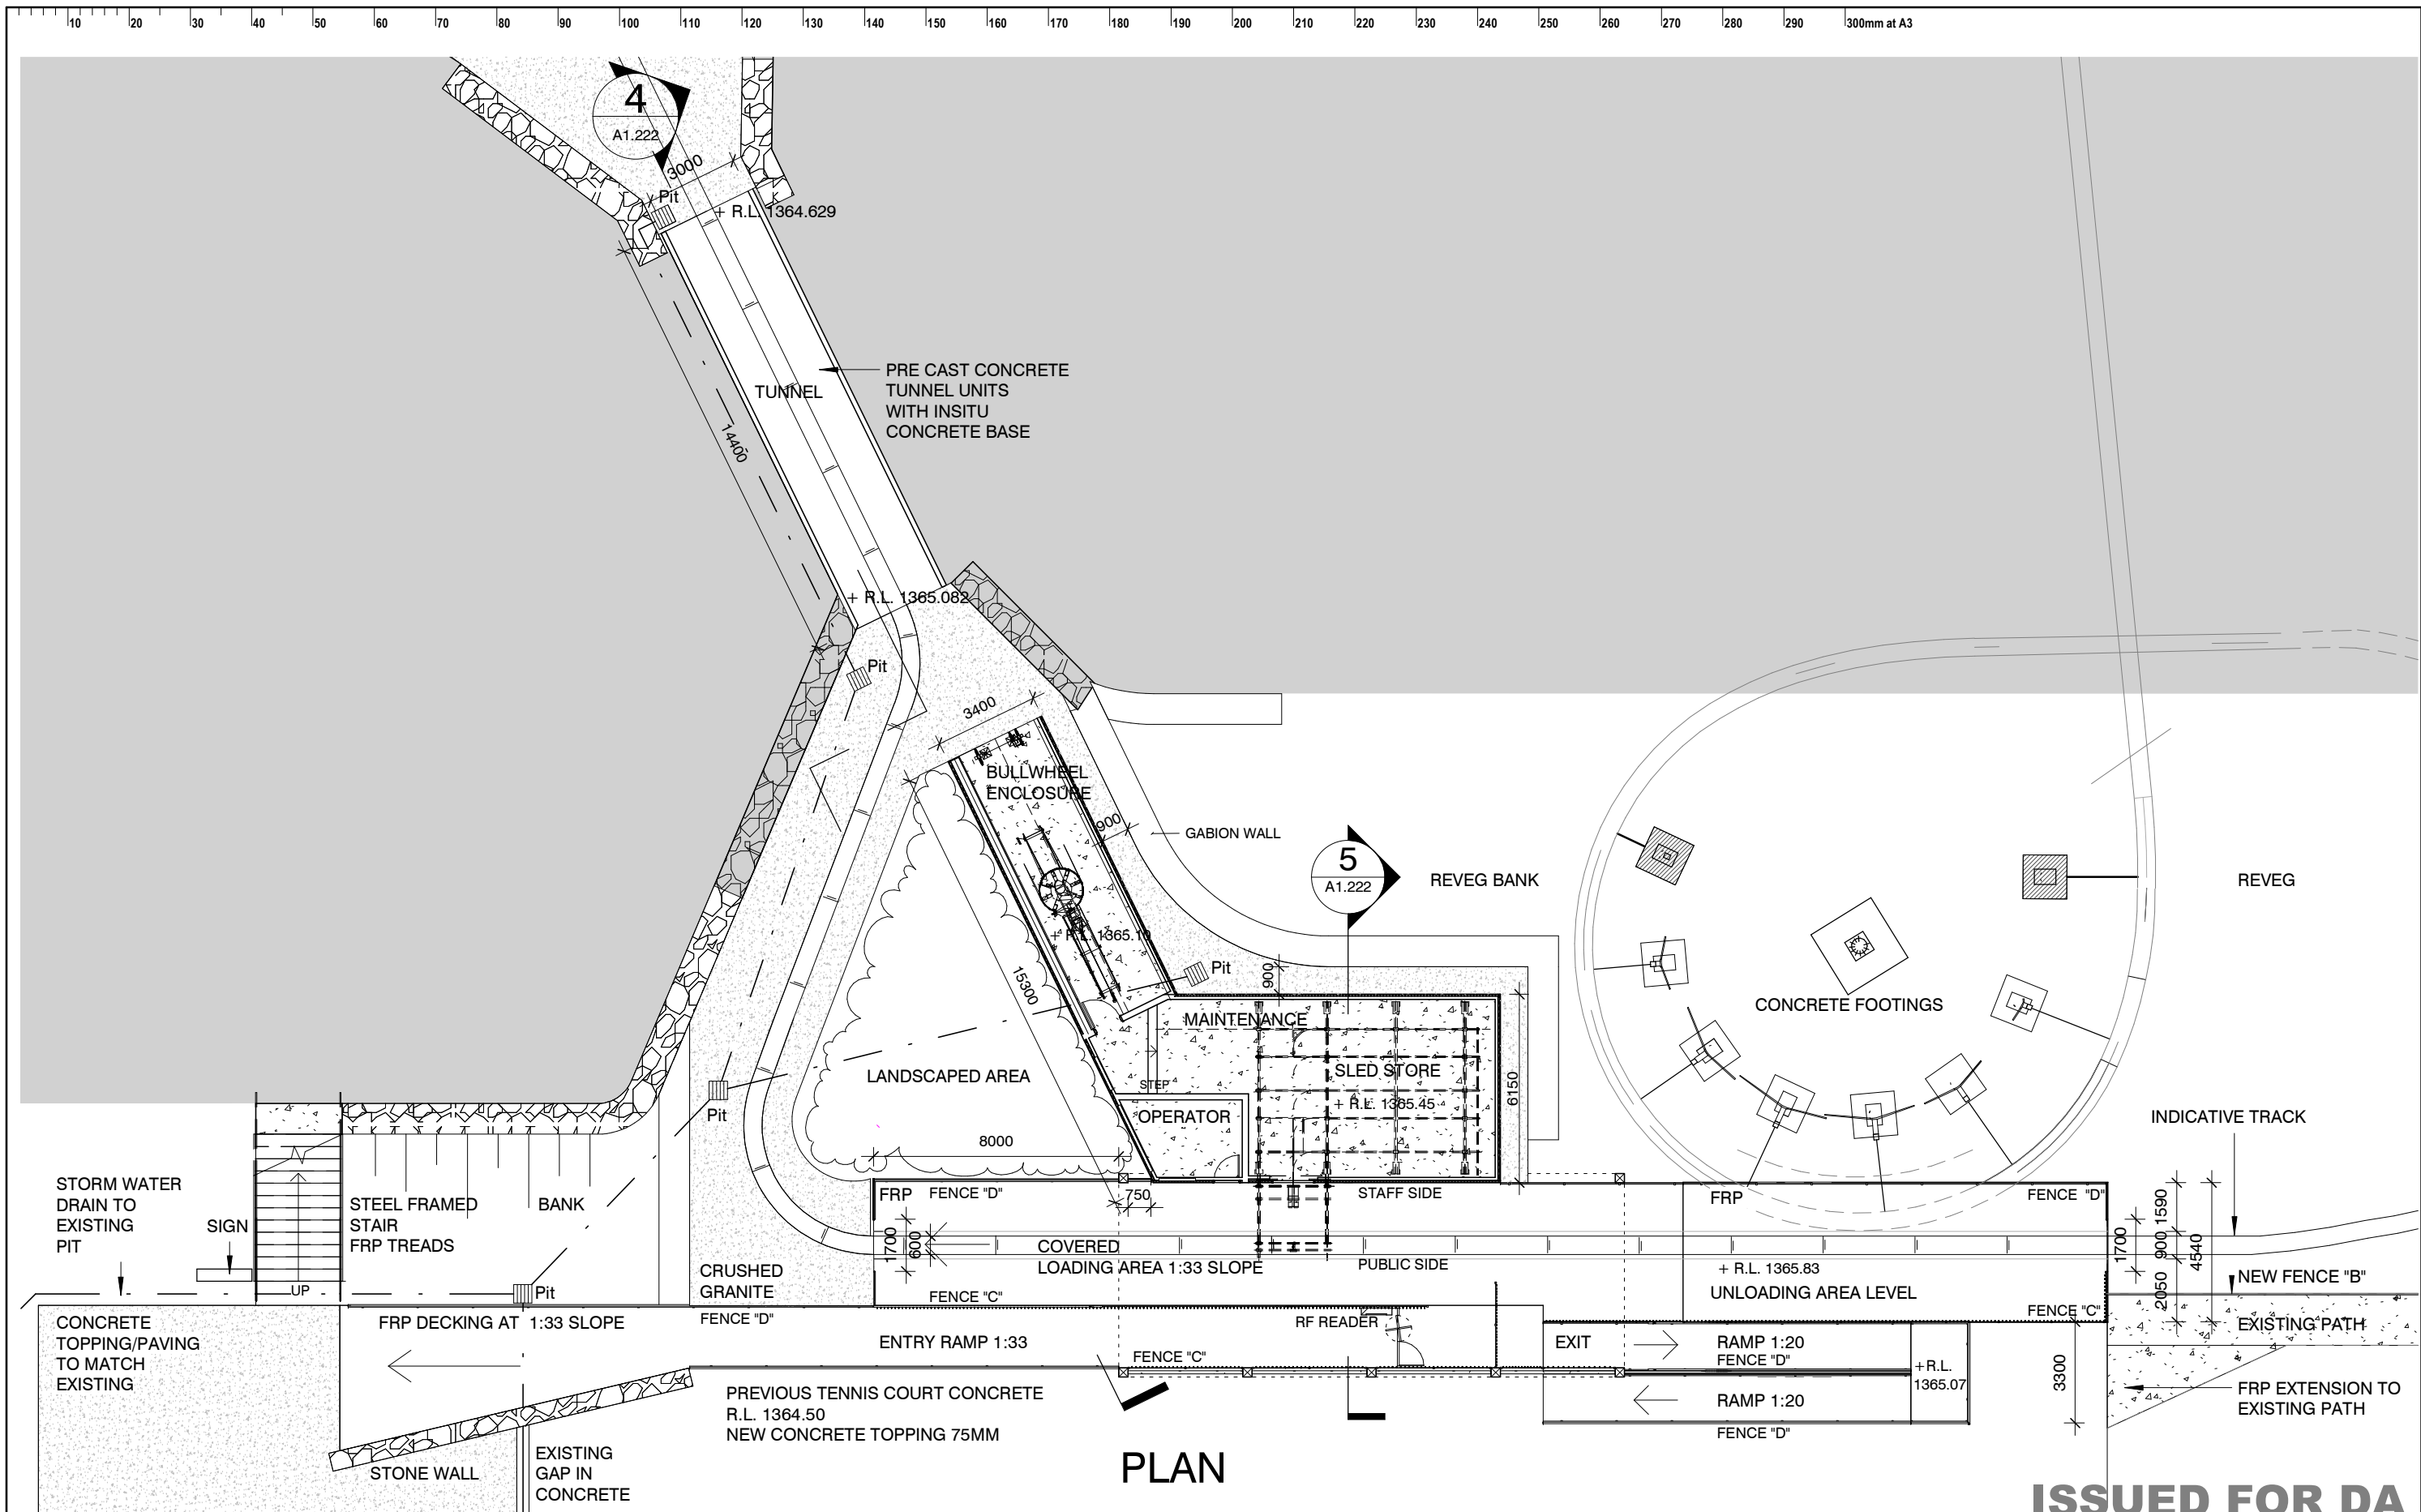 10 20 30 40 50 60 70 80 90 100 110 120 130 140 150 160 170 180 190 200 210 220 230 240 250 260 270 280 290 300mm at A3
4
A1.222
3000
Pit
+ R.L. 1364.629
PRE CAST CONCRETE
TUNNEL UNITS
WITH INSITU
CONCRETE BASE
TUNNEL
14400
+ R.L. 1365.082
Pit
3400
BULLWHEEL
ENCLOSURE
900
GABION WALL
5
A1.222
REVEG BANK
REVEG
+ R.L. 1365.10
15300
Pit
900
CONCRETE FOOTINGS
MAINTENANCE
LANDSCAPED AREA
SLED STORE
STEP
+ R.L. 1365.45
6150
Pit
OPERATOR
INDICATIVE TRACK
8000
STORM WATER
DRAIN TO
EXISTING
PIT
SIGN
STEEL FRAMED
STAIR
FRP TREADS
BANK
UP
Pit
FRP
FENCE "D"
750
STAFF SIDE
FRP
FENCE "D"
1590
1700
600
COVERED
LOADING AREA 1:33 SLOPE
PUBLIC SIDE
1700
900
4540
+ R.L. 1365.83
UNLOADING AREA LEVEL
2050
NEW FENCE "B"
CRUSHED
GRANITE
FENCE "C"
FENCE "C"
CONCRETE
TOPPING/PAVING
TO MATCH
EXISTING
FRP DECKING AT 1:33 SLOPE
FENCE "D"
RF READER
EXISTING PATH
ENTRY RAMP 1:33
FENCE "C"
EXIT
RAMP 1:20
FENCE "D"
+R.L.
1365.07
3300
RAMP 1:20
FENCE "D"
FRP EXTENSION TO
EXISTING PATH
PREVIOUS TENNIS COURT CONCRETE
R.L. 1364.50
NEW CONCRETE TOPPING 75MM
STONE WALL
EXISTING
GAP IN
CONCRETE
PLAN
ISSUED FOR DA